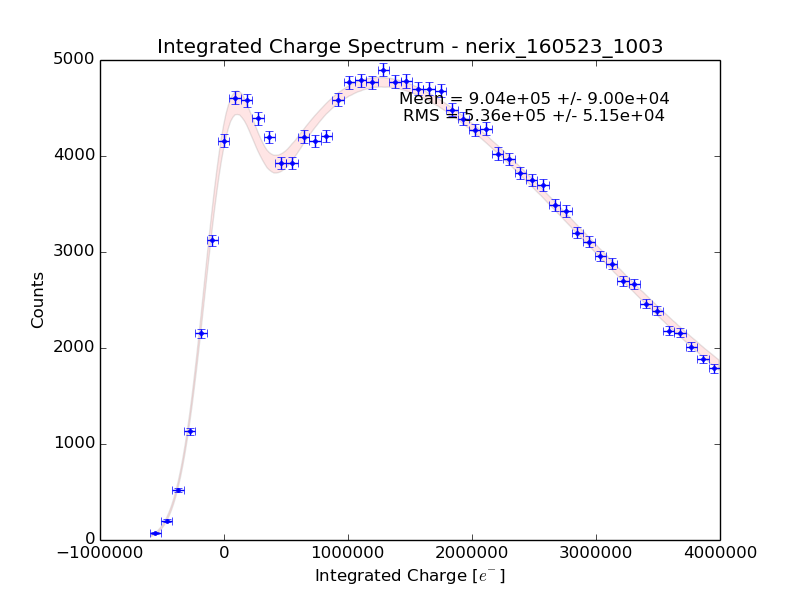 Integrated Charge Spectrum - nerix_160523_1003
5000
Mean = 9.04e+05 +/- 9.00e+04
RMS = 5.36e+05 +/- 5.15e+04
4000
3000
Counts
2000
1000
0
−1000000 0 1000000 2000000 3000000 4000000
Integrated Charge [e⁻]